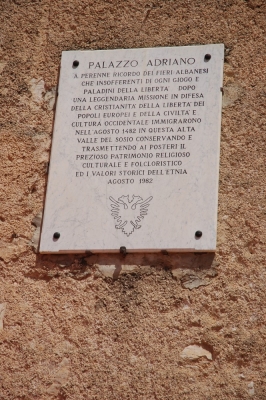 PALAZZO ADRIANO
A PERENNE RICORDO DEI FIERI ALBANESI
CHE INSOFFERENTI DI OGNI GIOGO E
PALADINI DELLA LIBERTA' DOPO
UNA LEGGENDARIA MISSIONE IN DIFESA
DELLA CRISTIANITA DELLA LIBERTA' DEI
POPOLI EUROPEI E DELLA CIVILTA E
CULTURA OCCIDENTALE IMMIGRARONO
NELL'AGOSTO 1482 IN QUESTA ALTA
VALLE DEL SOSIO CONSERVANDO E
TRASMETTENDO AI POSTERI IL
PREZIOSO PATRIMONIO RELIGIOSO
CULTURALE E FOLCLORISTICO
ED I VALORI STORICI DELL'ETNIA
AGOSTO 1982